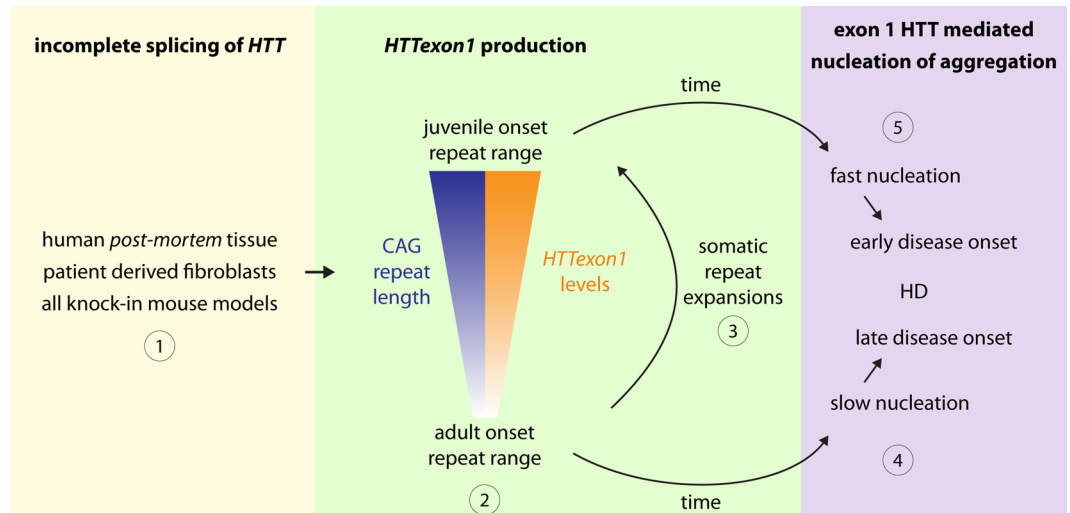 incomplete splicing of HTT
human post-mortem tissue
patient derived fibroblasts
all knock-in mouse models
1
HTTexon1 production
juvenile onset
repeat range
CAG
repeat
length
HTTexon1
levels
adult onset
repeat range
2
somatic
repeat
expansions
3
time
time
exon 1 HTT mediated
nucleation of aggregation
5
fast nucleation
early disease onset
HD
late disease onset
slow nucleation
4